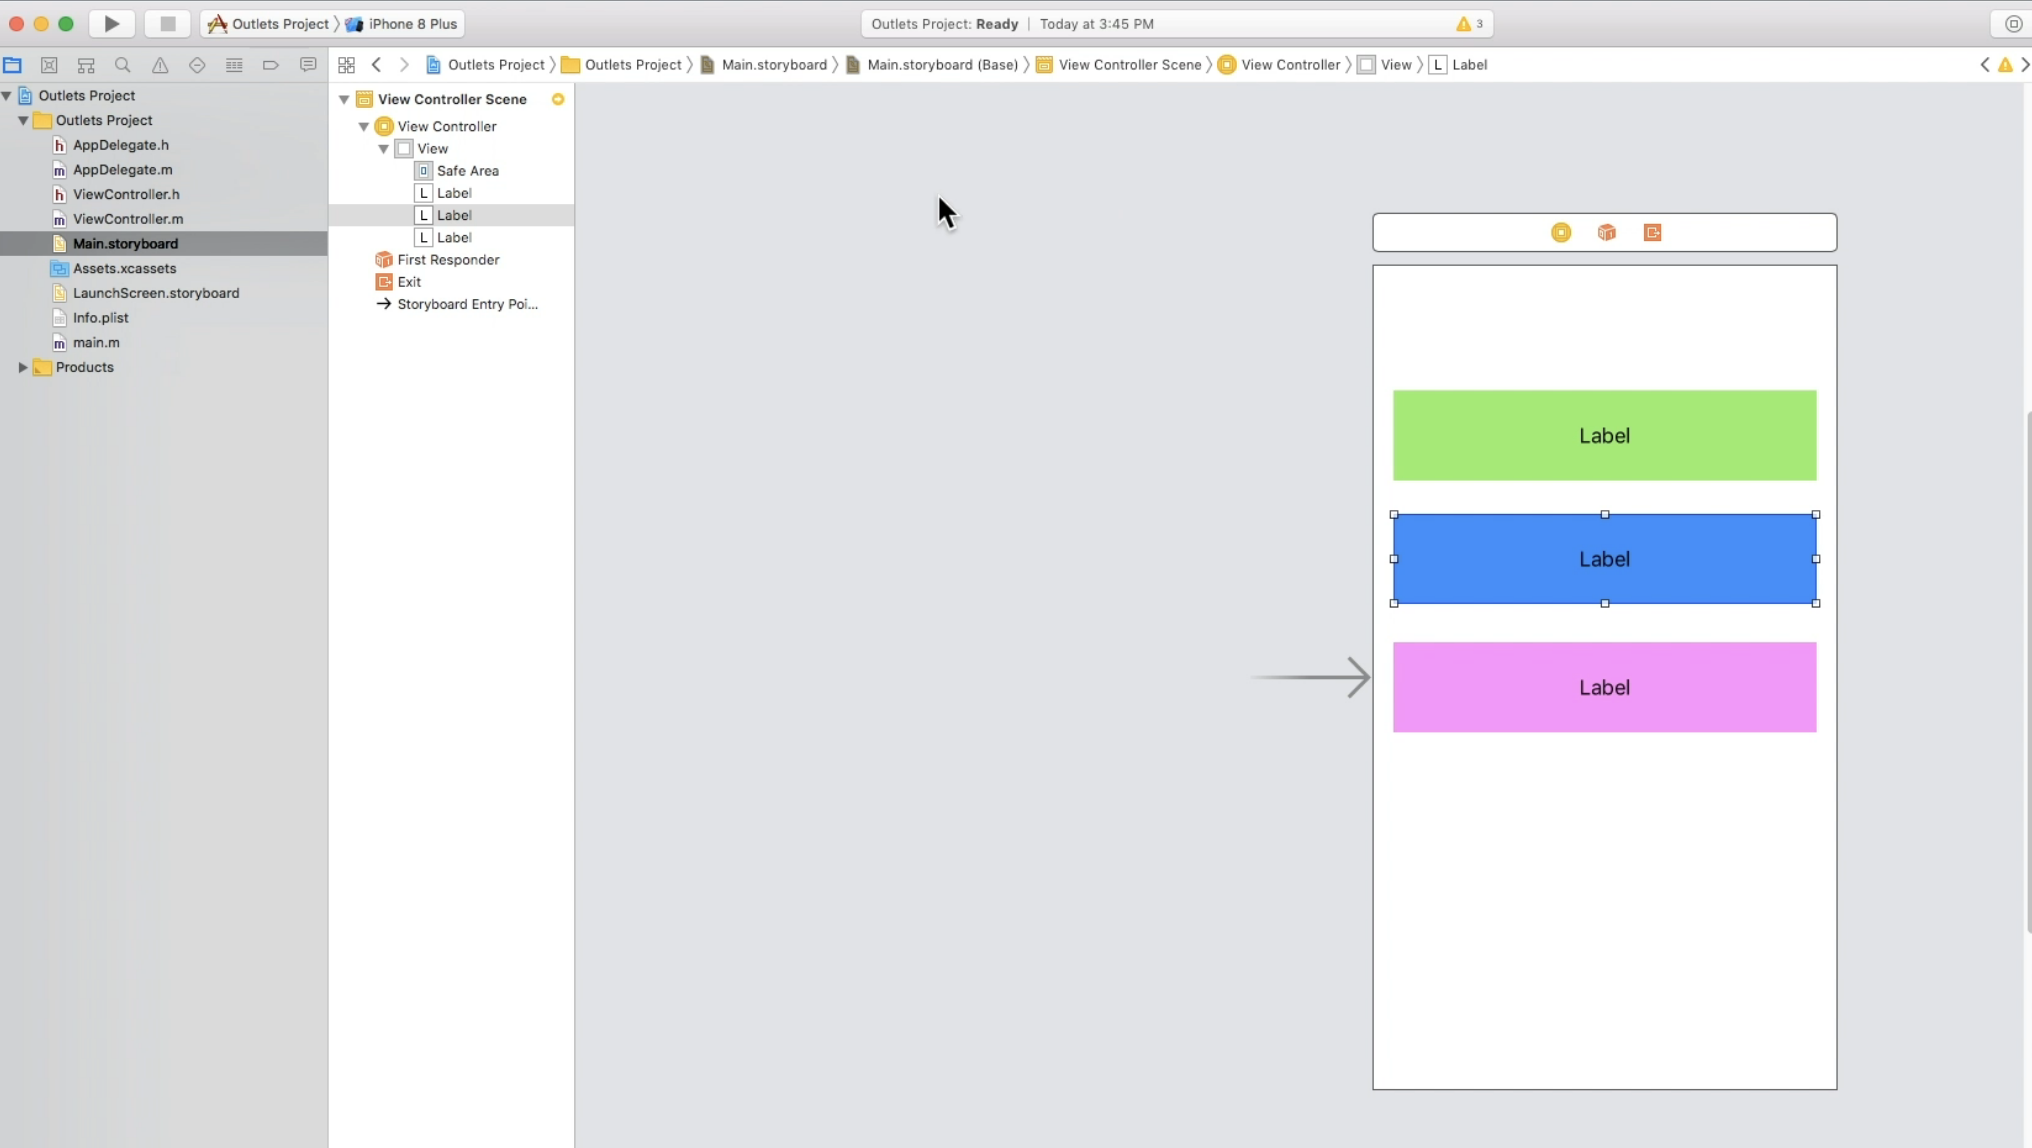 Outlets Project 〉 iPhone 8 Plus
Outlets Project: Ready | Today at 3:45 PM
3
Outlets Project 〉 Outlets Project 〉 Main.storyboard 〉 Main.storyboard (Base) 〉 View Controller Scene 〉 View Controller 〉 View 〉 L Label
Outlets Project
Outlets Project
h AppDelegate.h
m AppDelegate.m
h ViewController.h
m ViewController.m
Main.storyboard
Assets.xcassets
LaunchScreen.storyboard
Info.plist
m main.m
Products
View Controller Scene
View Controller
View
Safe Area
L Label
L Label
L Label
First Responder
Exit
Storyboard Entry Poi...
Label
Label
Label